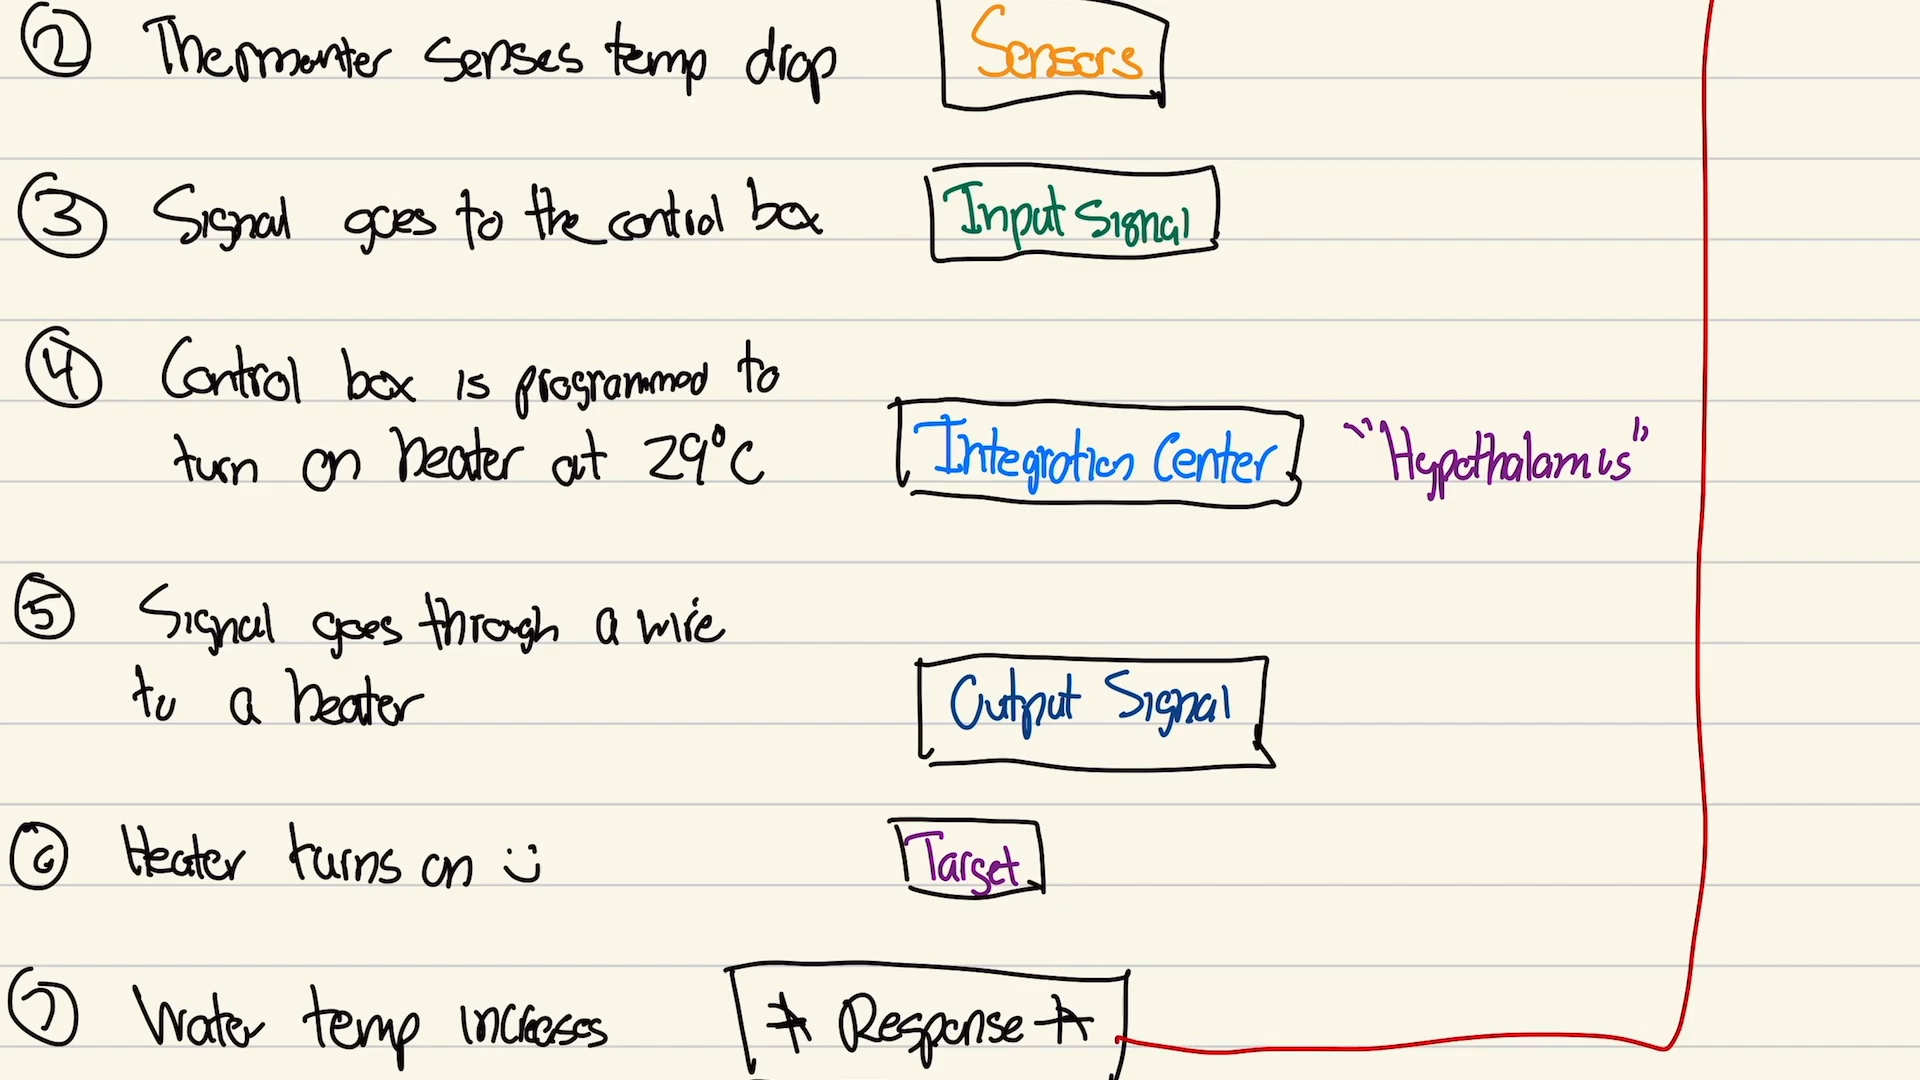 ② Thermometer senses temp drop Sensors
③ Signal goes to the control box Input Signal
④ Control box is programmed to
turn on heater at 29°C Integration Center "Hypothalamus"
⑤ Signal goes through a wire
to a heater Output Signal
⑥ Heater turns on :) Target
⑦ Water temp increases * Response *